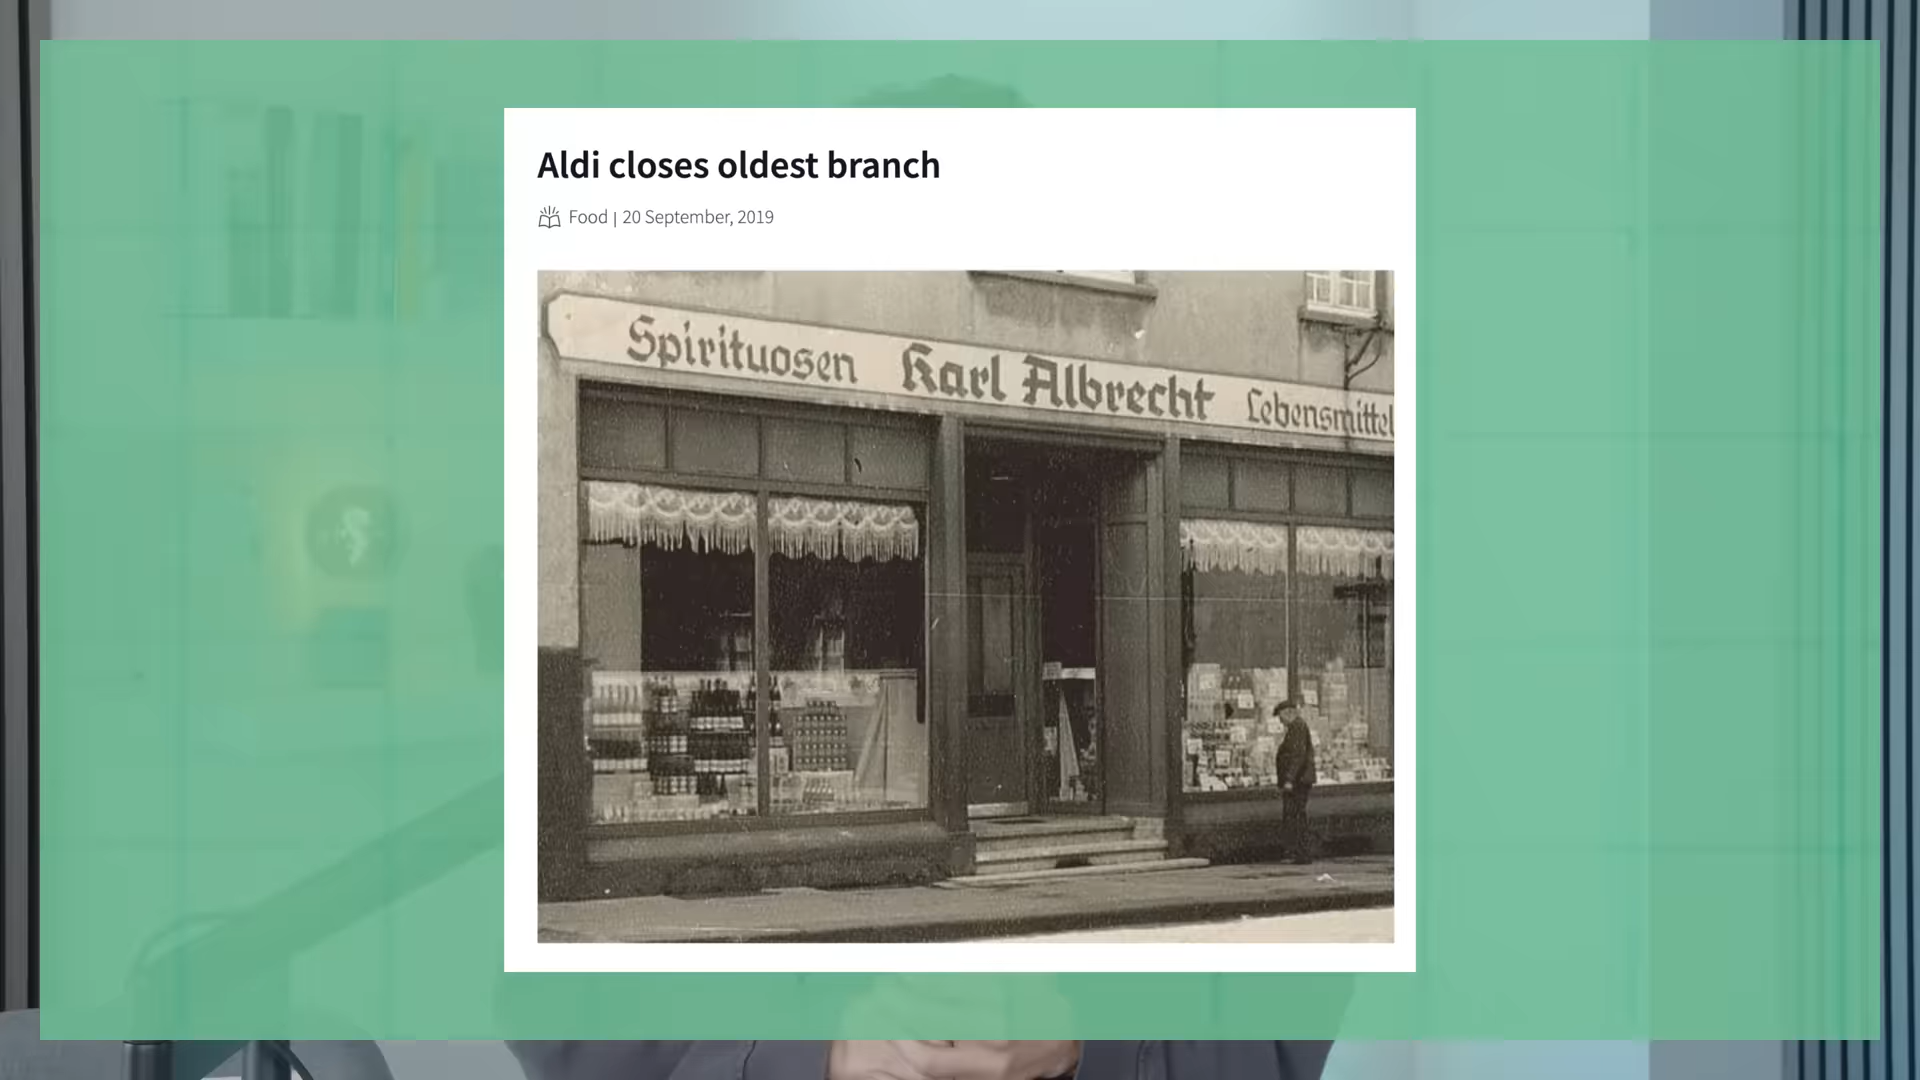 Aldi closes oldest branch
Food | 20 September, 2019
Spirituosen Karl Albrecht Lebensmittel